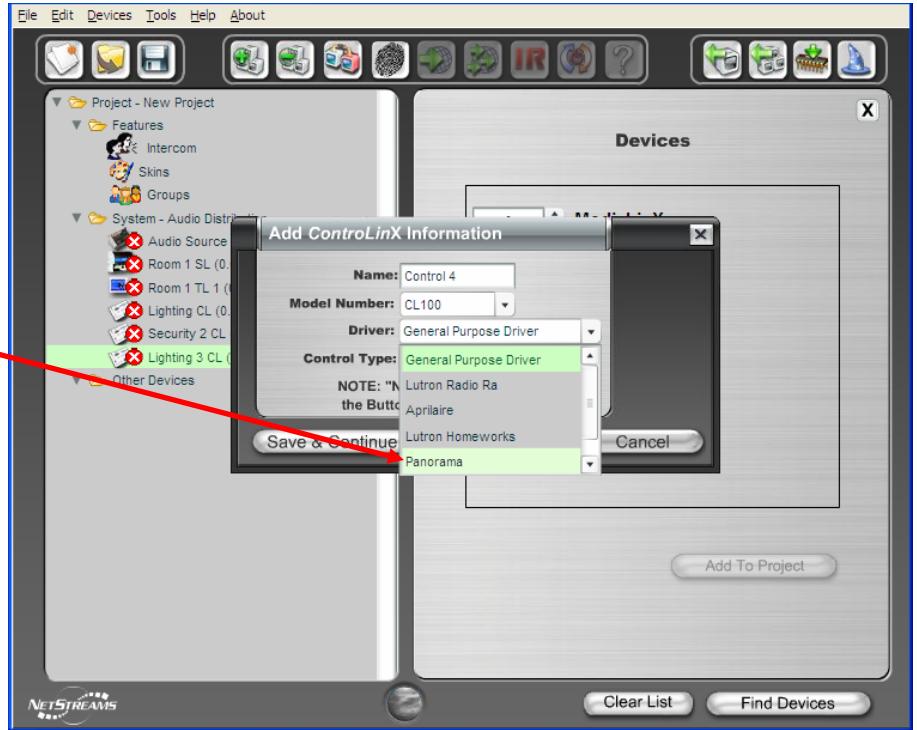 File Edit Devices Tools Help About
IR ?
Project - New Project
Features
Intercom
Skins
Groups
System - Audio
Audio Source
Room 1 SL (0.
Room 1 TL 1 (
Lighting CL (0.
Security 2 CL
Lighting 3 CL (
Other Devices
X
Devices
Add ControLinX Information
Name: Control 4
Model Number: CL100
Driver: General Purpose Driver
Control Type: General Purpose Driver
Lutron Radio Ra
Aprilaire
Lutron Homeworks
Panorama
NOTE: "N
the Butto
Save & Continue
Cancel
Add To Project
NETSTREAMS
Clear List
Find Devices